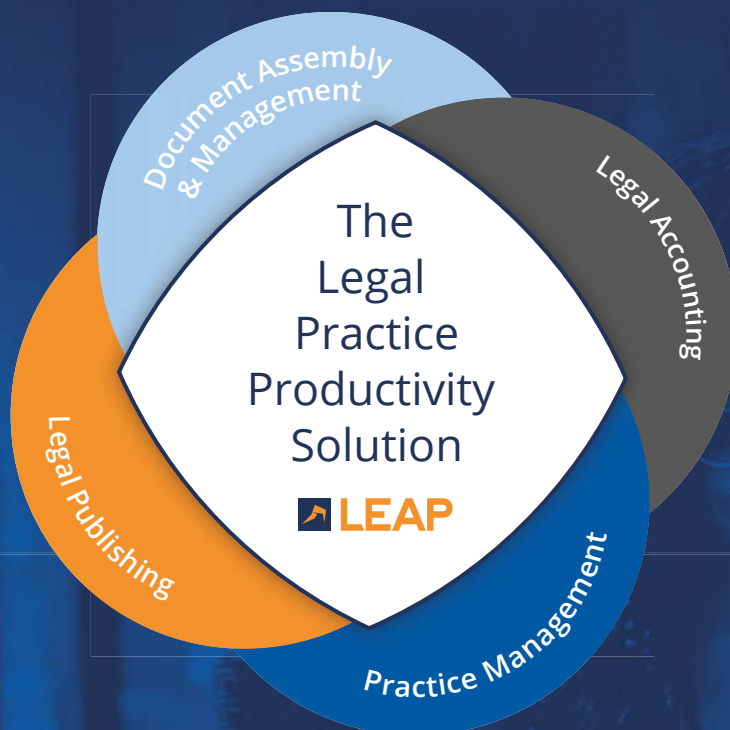 Document Assembly
& Management
Legal Accounting
The
Legal
Practice
Productivity
Solution
LEAP
Legal Publishing
Practice Management